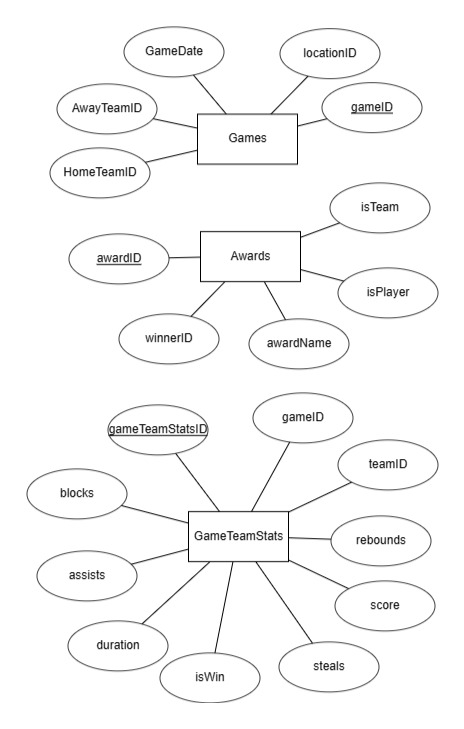 GameDate
locationID
AwayTeamID
gameID
Games
HomeTeamID
isTeam
awardID
Awards
isPlayer
winnerID
awardName
gameID
gameTeamStatsID
teamID
blocks
GameTeamStats
rebounds
assists
score
duration
steals
isWin